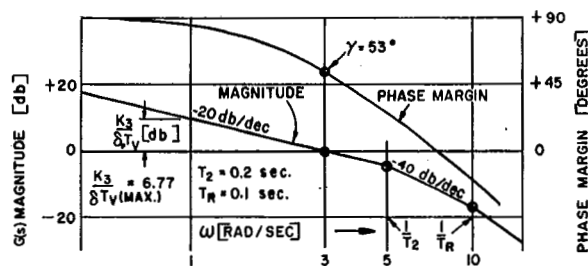 +90
γ = 53°
+20
MAGNITUDE
+45
-20 db/dec
PHASE MARGIN
K3
δTV [db]
0
0
-40 db/dec
K3
δTV(MAX.) = 6.77
T2 = 0.2 sec.
TR = 0.1 sec.
ω [RAD/SEC]
1/T2
1/TR
-20
1
3
5
10
G(s) MAGNITUDE [db]
PHASE MARGIN [DEGREES]